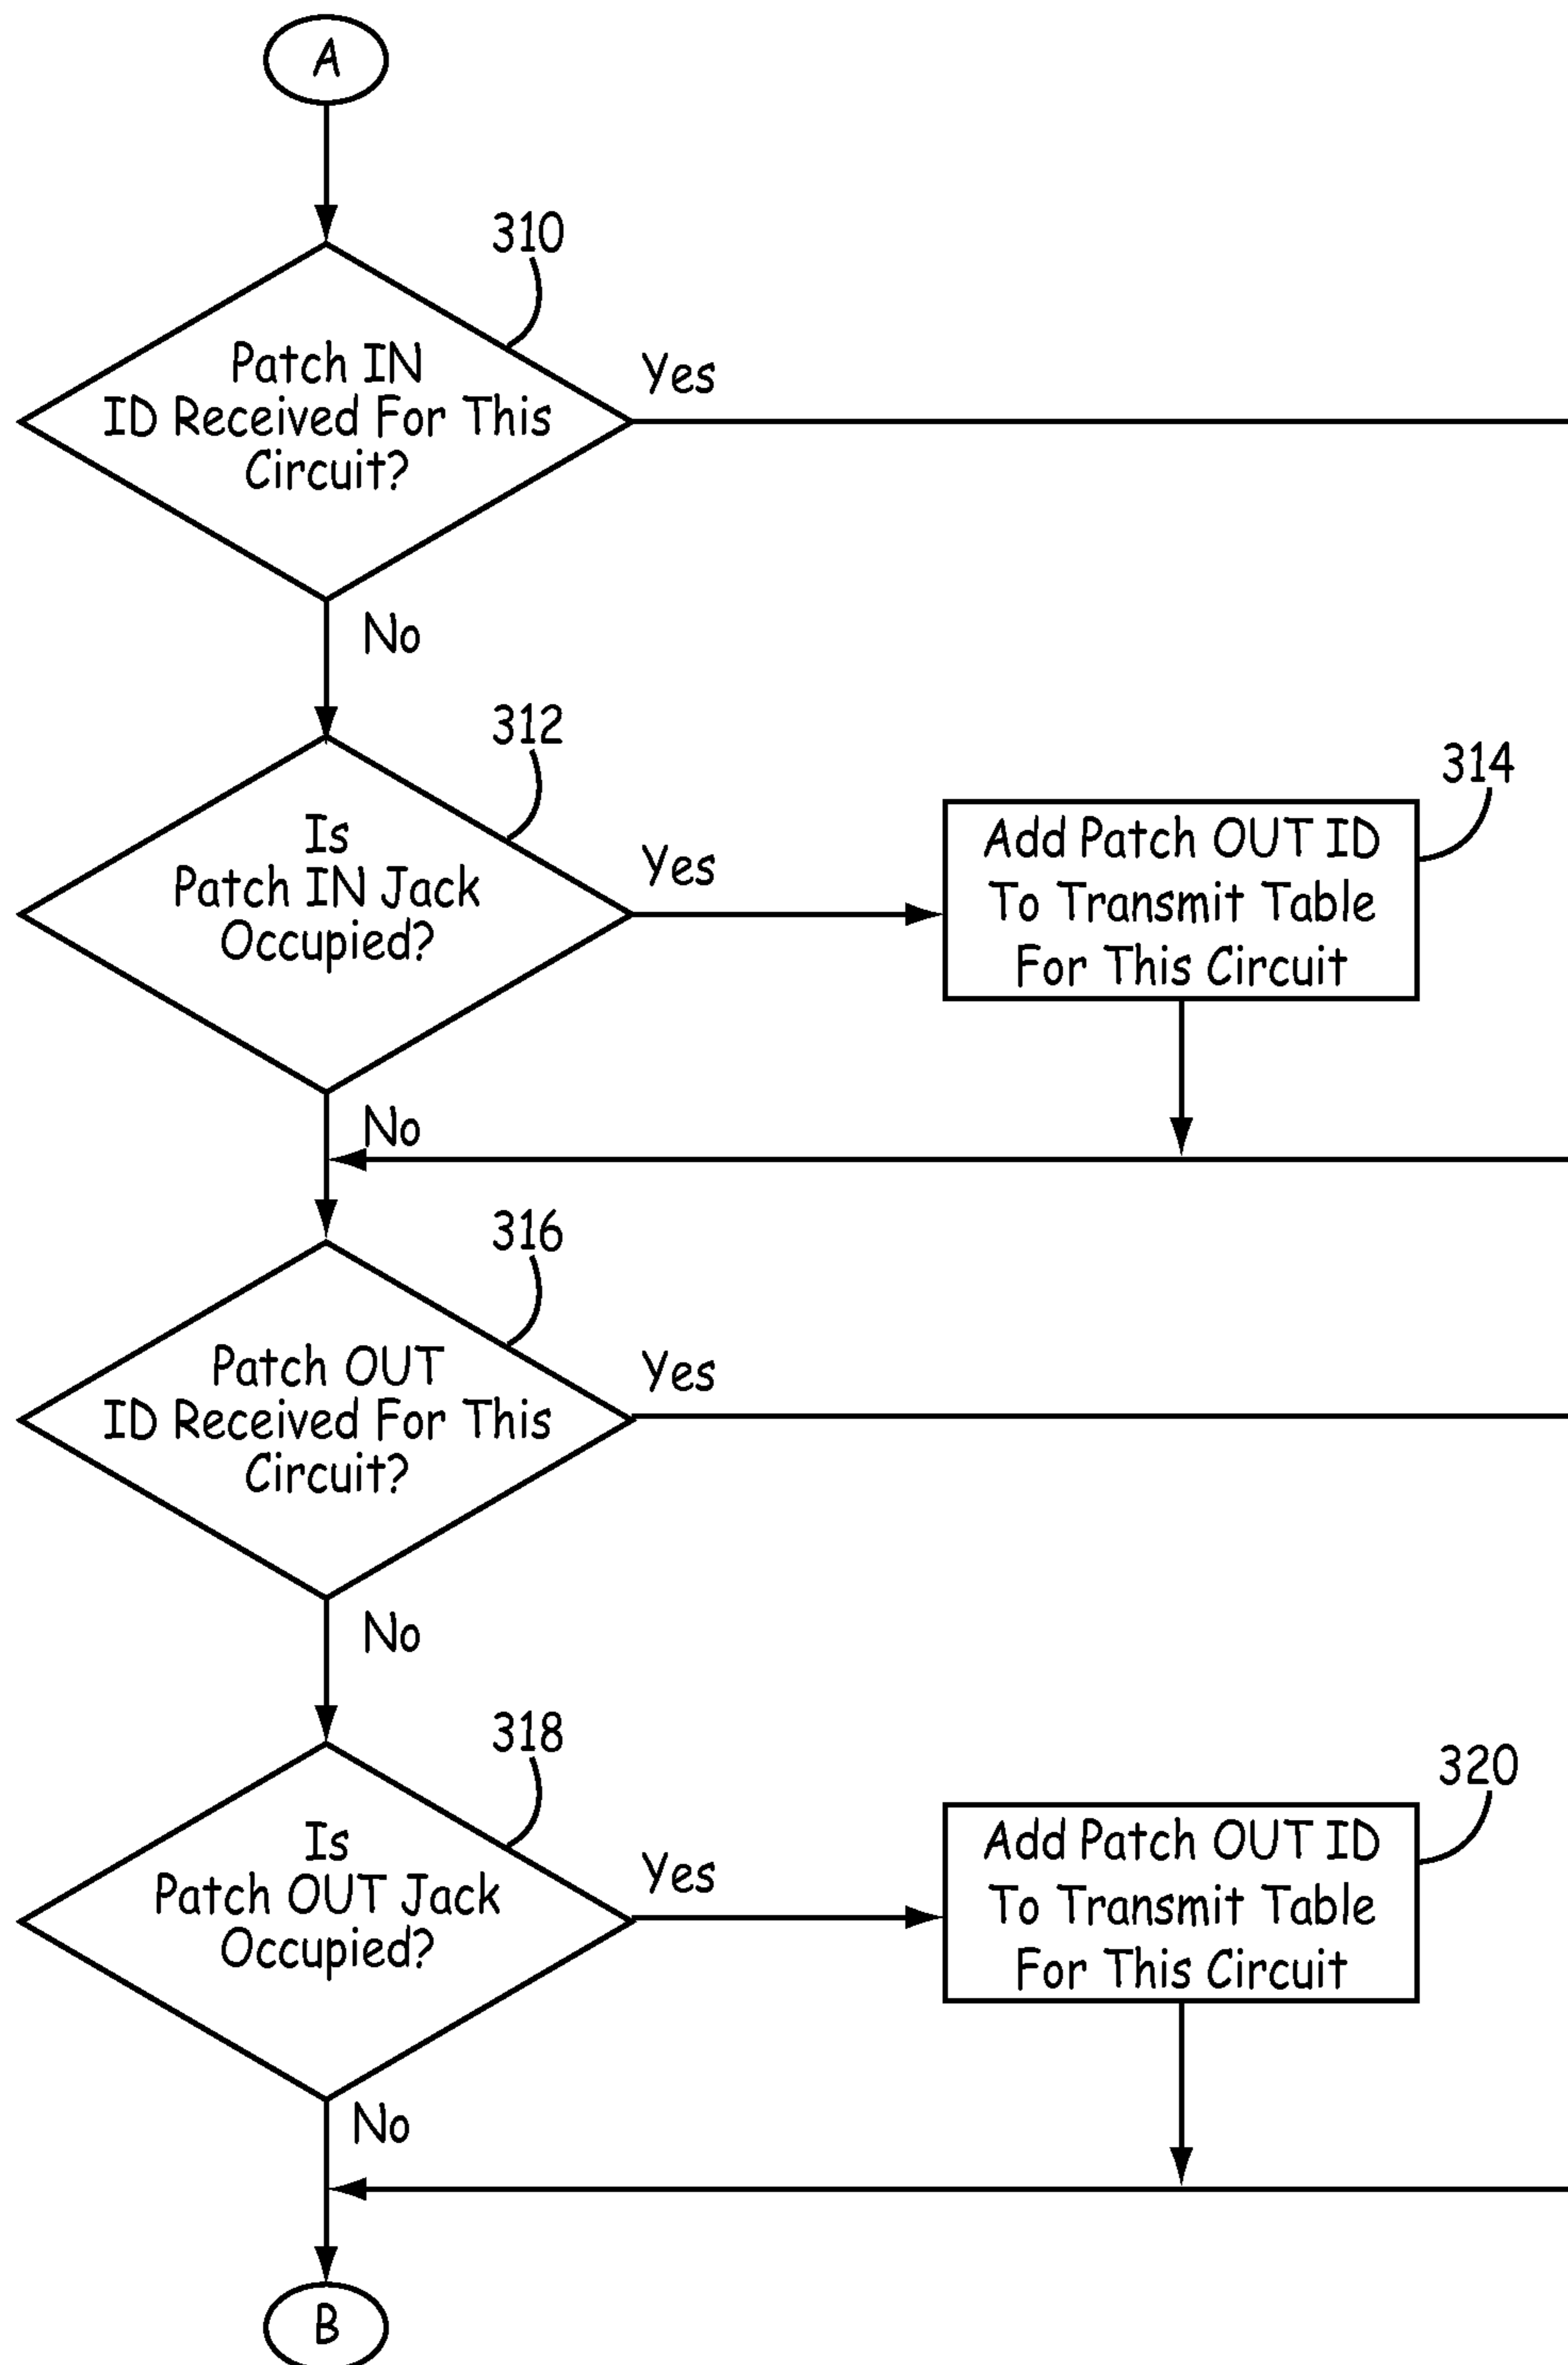 A
310
Patch IN
ID Received For This
Circuit?
Yes
No
312
Is
Patch IN Jack
Occupied?
Yes
314
Add Patch OUT ID
To Transmit Table
For This Circuit
No
316
Patch OUT
ID Received For This
Circuit?
Yes
No
318
Is
Patch OUT Jack
Occupied?
Yes
320
Add Patch OUT ID
To Transmit Table
For This Circuit
No
B